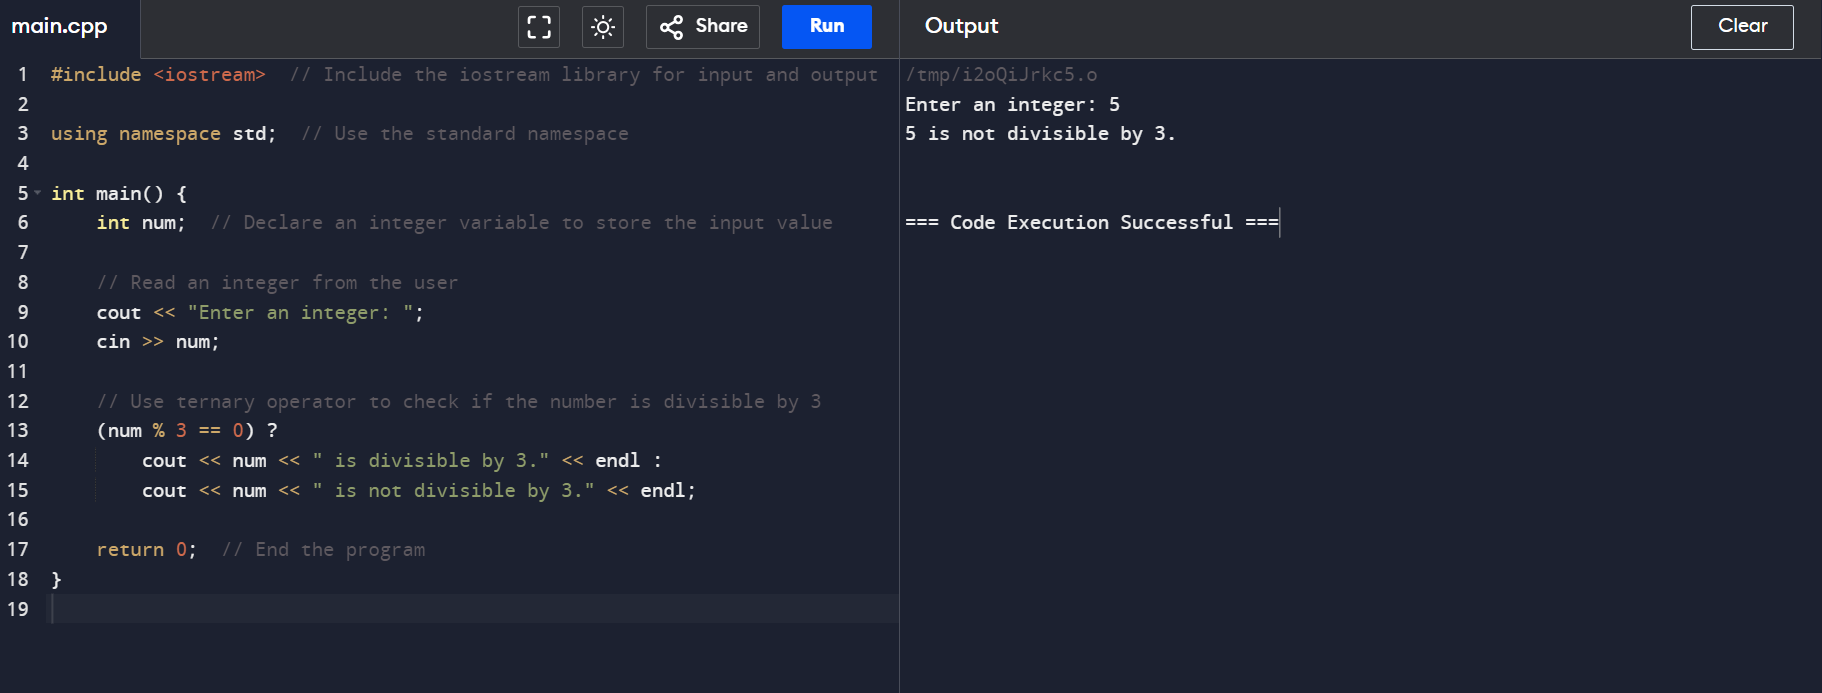 main.cpp
Share
Run
Output
Clear
1 #include <iostream>  // Include the iostream library for input and output
2
3 using namespace std;  // Use the standard namespace
4
5 int main() {
6     int num;  // Declare an integer variable to store the input value
7
8     // Read an integer from the user
9     cout << "Enter an integer: ";
10     cin >> num;
11
12     // Use ternary operator to check if the number is divisible by 3
13     (num % 3 == 0) ?
14         cout << num << " is divisible by 3." << endl :
15         cout << num << " is not divisible by 3." << endl;
16
17     return 0;  // End the program
18 }
19
/tmp/i2oQiJrkc5.o
Enter an integer: 5
5 is not divisible by 3.
=== Code Execution Successful ===